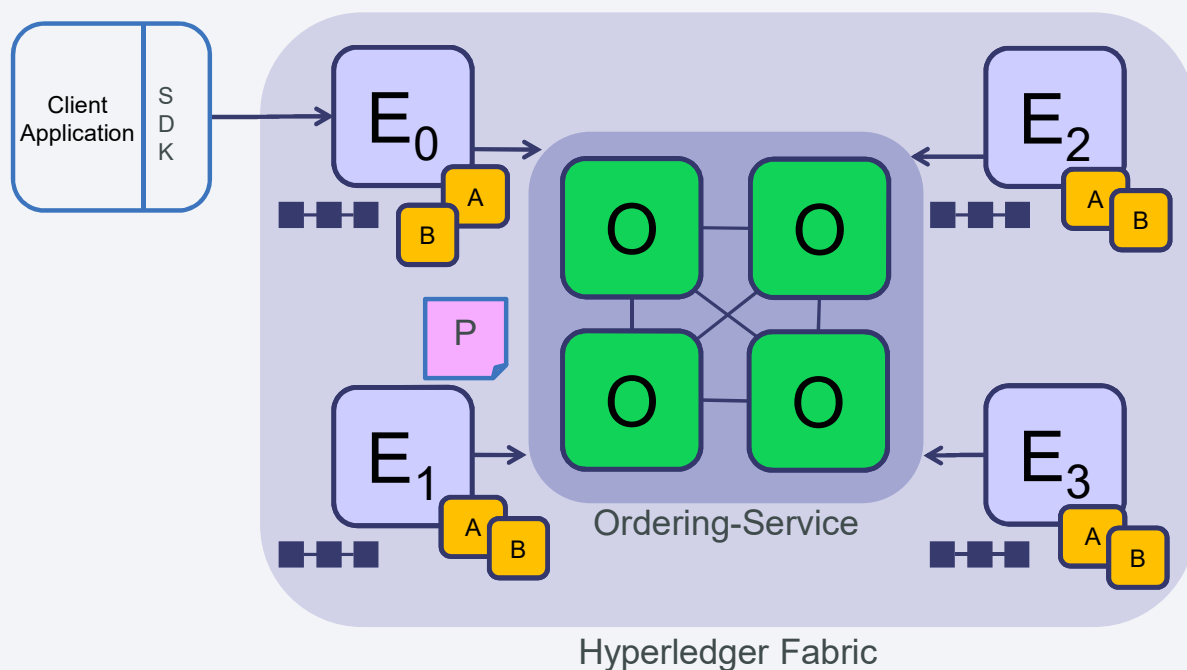 Client
Application
S
D
K
E0
A
B
E2
A
B
O
O
P
O
O
E1
A
B
E3
A
B
Ordering-Service
Hyperledger Fabric